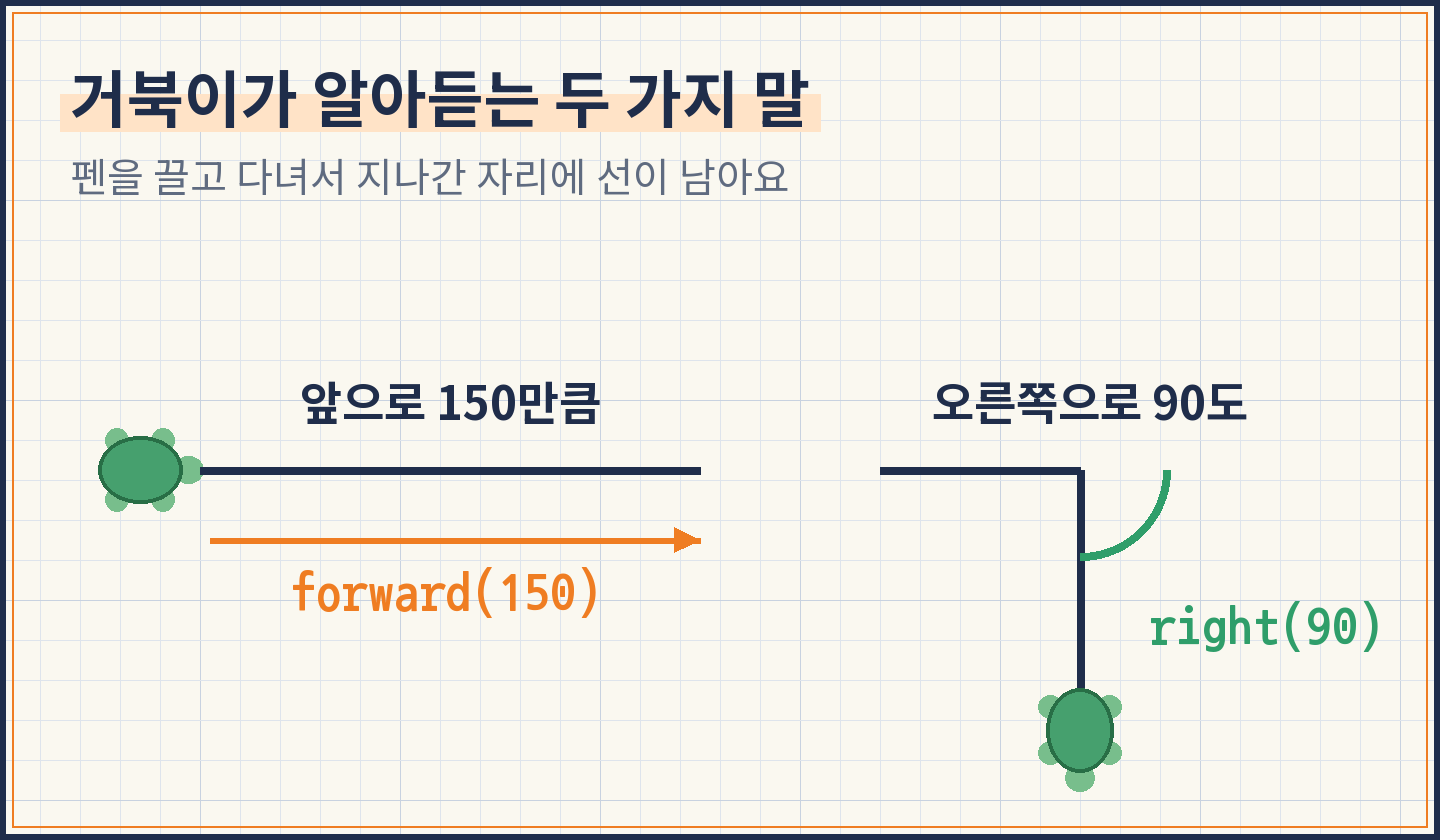 거북이가 알아듣는 두 가지 말
펜을 끌고 다녀서 지나간 자리에 선이 남아요
앞으로 150만큼
forward(150)
오른쪽으로 90도
right(90)